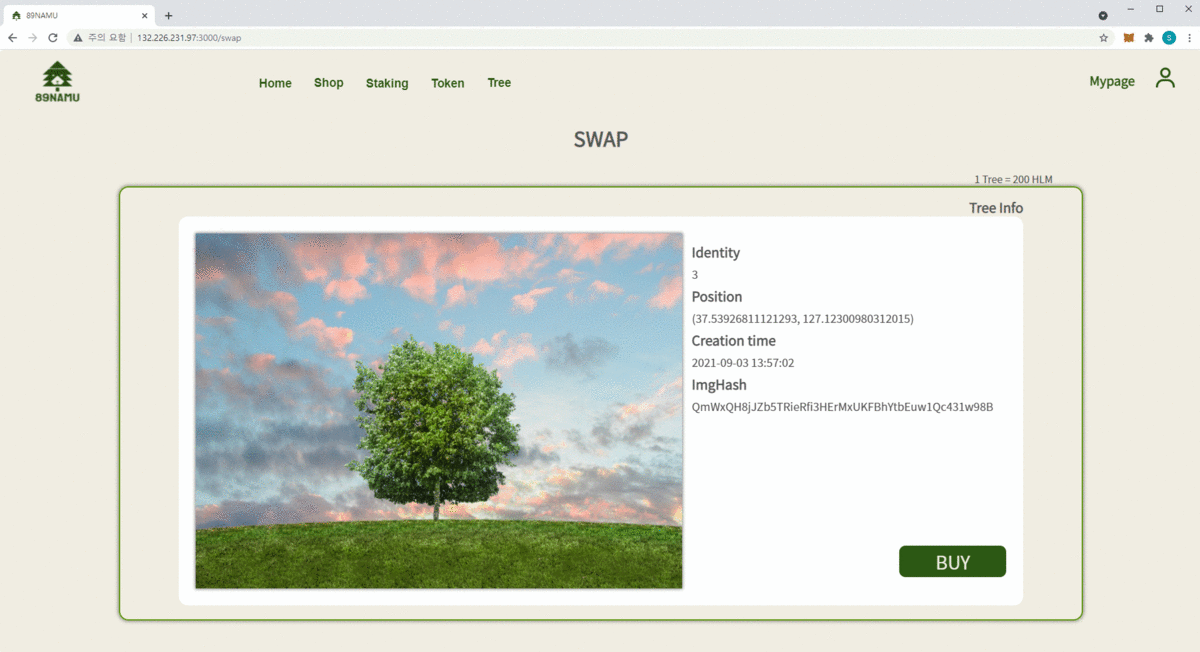 89NAMU
주의 요함 | 132.226.231.97:3000/swap
S
89NAMU
Home Shop Staking Token Tree Mypage
SWAP
1 Tree = 200 HLM
Tree Info
Identity
3
Position
(37.53926811121293, 127.12300980312015)
Creation time
2021-09-03 13:57:02
ImgHash
QmWxQH8jJZb5TRieRfi3HErMxUKFBhYtbEuw1Qc431w98B
BUY